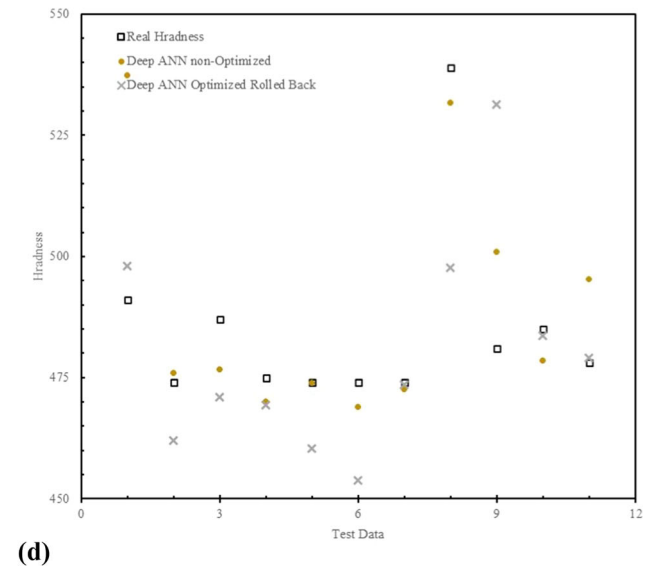 550
Real Hradness
Deep ANN non-Optimized
Deep ANN Optimized Rolled Back
525
500
Hradness
475
450
0
3
6
9
12
Test Data
(d)